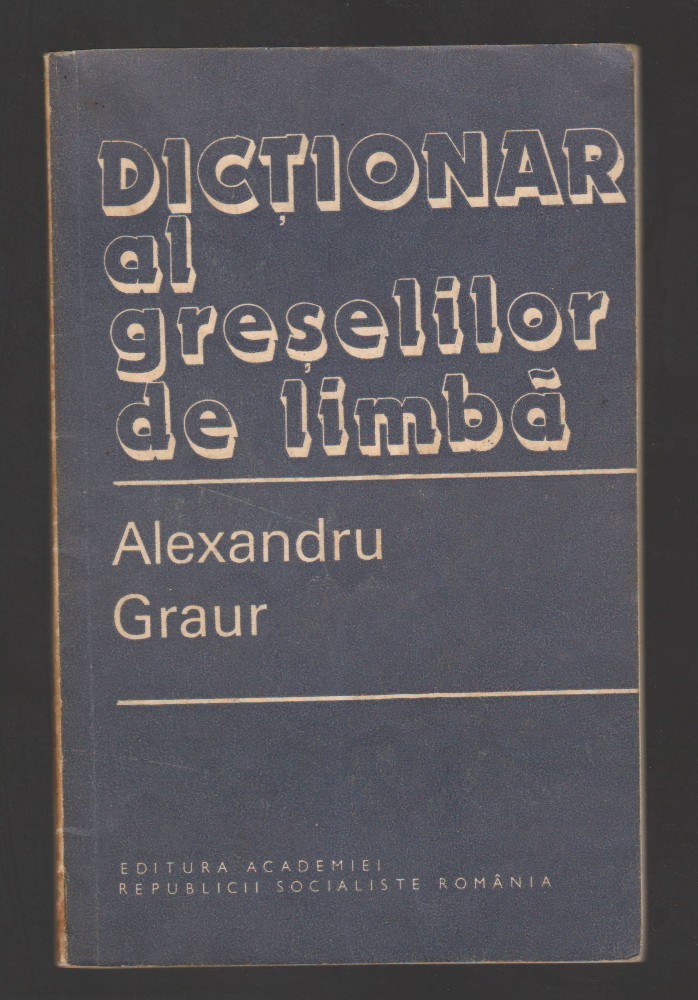 DICȚIONAR
al
greșelilor
de limbă
Alexandru
Graur
EDITURA ACADEMIEI
REPUBLICII SOCIALISTE ROMÂNIA